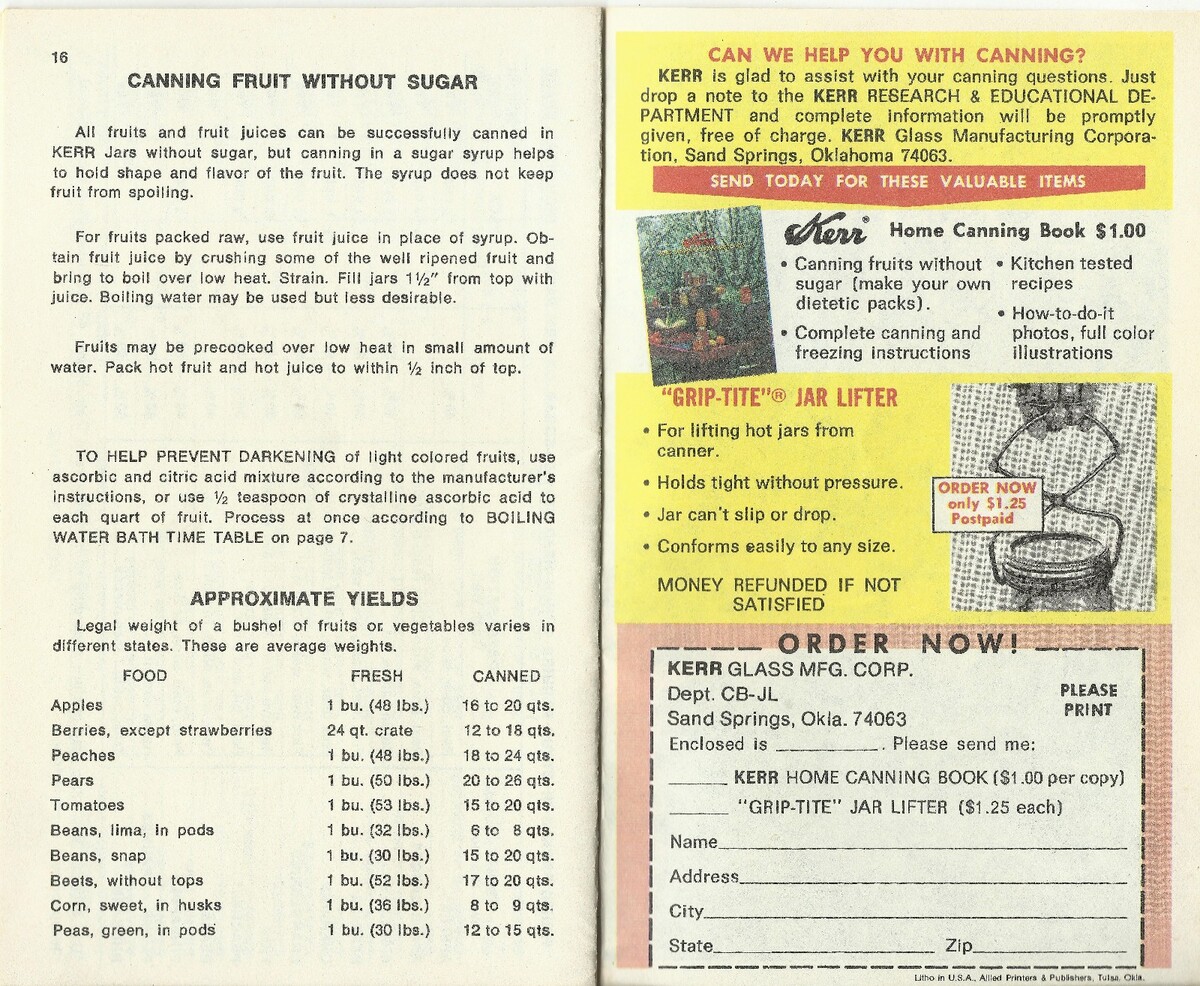 16
CANNING FRUIT WITHOUT SUGAR
All fruits and fruit juices can be successfully canned in
KERR Jars without sugar, but canning in a sugar syrup helps
to hold shape and flavor of the fruit. The syrup does not keep
fruit from spoiling.
For fruits packed raw, use fruit juice in place of syrup. Ob-
tain fruit juice by crushing some of the well ripened fruit and
bring to boil over low heat. Strain. Fill jars 1½" from top with
juice. Boiling water may be used but less desirable.
Fruits may be precooked over low heat in small amount of
water. Pack hot fruit and hot juice to within ½ inch of top.
TO HELP PREVENT DARKENING of light colored fruits, use
ascorbic and citric acid mixture according to the manufacturer's
instructions, or use ½ teaspoon of crystalline ascorbic acid to
each quart of fruit. Process at once according to BOILING
WATER BATH TIME TABLE on page 7.
APPROXIMATE YIELDS
Legal weight of a bushel of fruits or vegetables varies in
different states. These are average weights.
FOOD FRESH CANNED
Apples 1 bu. (48 lbs.) 16 to 20 qts.
Berries, except strawberries 24 qt. crate 12 to 18 qts.
Peaches 1 bu. (48 lbs.) 18 to 24 qts.
Pears 1 bu. (50 lbs.) 20 to 26 qts.
Tomatoes 1 bu. (53 lbs.) 15 to 20 qts.
Beans, lima, in pods 1 bu. (32 lbs.) 6 to 8 qts.
Beans, snap 1 bu. (30 lbs.) 15 to 20 qts.
Beets, without tops 1 bu. (52 lbs.) 17 to 20 qts.
Corn, sweet, in husks 1 bu. (36 lbs.) 8 to 9 qts.
Peas, green, in pods 1 bu. (30 lbs.) 12 to 15 qts.
CAN WE HELP YOU WITH CANNING?
KERR is glad to assist with your canning questions. Just
drop a note to the KERR RESEARCH & EDUCATIONAL DE-
PARTMENT and complete information will be promptly
given, free of charge. KERR Glass Manufacturing Corpora-
tion, Sand Springs, Oklahoma 74063.
SEND TODAY FOR THESE VALUABLE ITEMS
Kerr® Home Canning Book $1.00
• Canning fruits without
sugar (make your own
dietetic packs).
• Complete canning and
freezing instructions
• Kitchen tested
recipes
• How-to-do-it
photos, full color
illustrations
"GRIP-TITE"® JAR LIFTER
• For lifting hot jars from
canner.
• Holds tight without pressure.
• Jar can't slip or drop.
• Conforms easily to any size.
MONEY REFUNDED IF NOT
SATISFIED
ORDER NOW
only $1.25
Postpaid
ORDER NOW!
KERR GLASS MFG. CORP.
Dept. CB-JL
Sand Springs, Okla. 74063
PLEASE
PRINT
Enclosed is __________. Please send me:
______ KERR HOME CANNING BOOK ($1.00 per copy)
______ "GRIP-TITE" JAR LIFTER ($1.25 each)
Name
Address
City
State Zip
Litho in U.S.A., Allied Printers & Publishers, Tulsa, Okla.